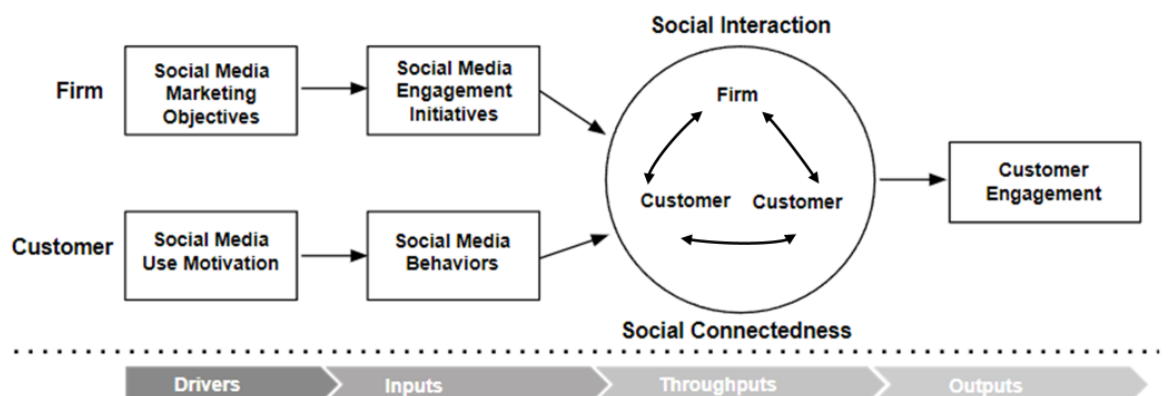 Social Interaction
Firm
Social Media
Marketing
Objectives
Social Media
Engagement
Initiatives
Firm
Customer
Customer
Customer
Engagement
Customer
Social Media
Use Motivation
Social Media
Behaviors
Social Connectedness
Drivers
Inputs
Throughputs
Outputs